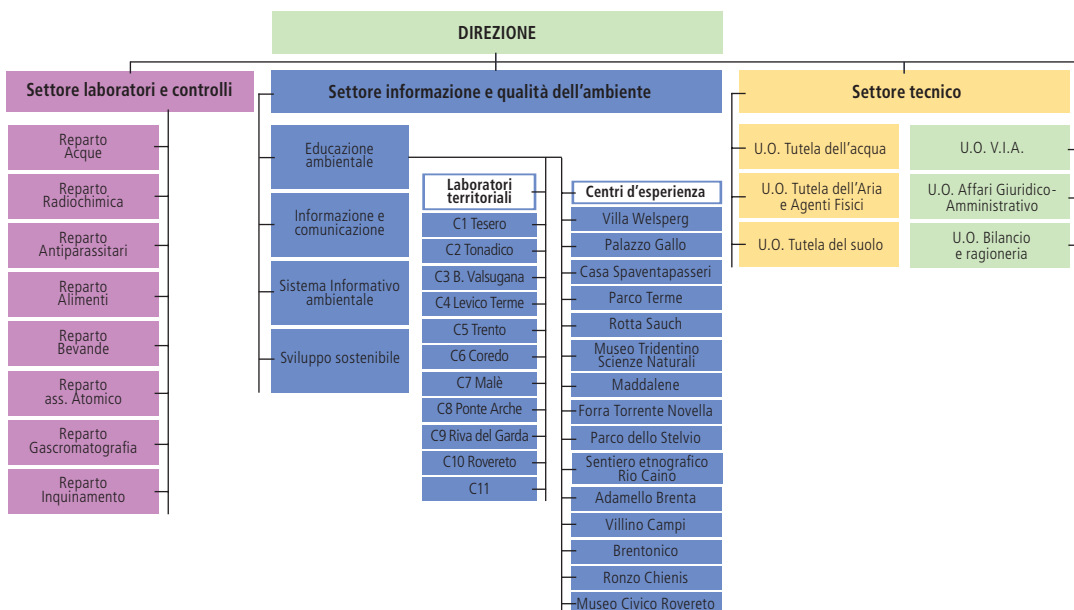 DIREZIONE
Settore laboratori e controlli
Reparto
Acque
Reparto
Radiochimica
Reparto
Antiparassitari
Reparto
Alimenti
Reparto
Bevande
Reparto
ass. Atomico
Reparto
Gascromatografia
Reparto
Inquinamento
Settore informazione e qualità dell'ambiente
Educazione
ambientale
Informazione e
comunicazione
Sistema Informativo
ambientale
Sviluppo sostenibile
Laboratori
territoriali
C1 Tesero
C2 Tonadico
C3 B. Valsugana
C4 Levico Terme
C5 Trento
C6 Coredo
C7 Malè
C8 Ponte Arche
C9 Riva del Garda
C10 Rovereto
C11
Centri d'esperienza
Villa Welsperg
Palazzo Gallo
Casa Spaventapasseri
Parco Terme
Rotta Sauch
Museo Tridentino
Scienze Naturali
Maddalene
Forra Torrente Novella
Parco dello Stelvio
Sentiero etnografico
Rio Caino
Adamello Brenta
Villino Campi
Brentonico
Ronzo Chienis
Museo Civico Rovereto
Settore tecnico
U.O. Tutela dell'acqua
U.O. Tutela dell'Aria
e Agenti Fisici
U.O. Tutela del suolo
U.O. V.I.A.
U.O. Affari Giuridico-
Amministrativo
U.O. Bilancio
e ragioneria